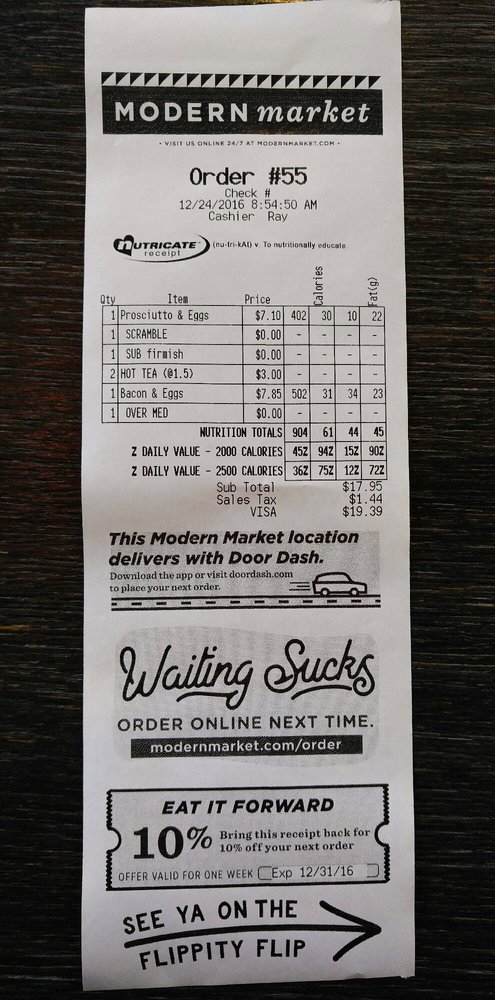 MODERN market
• VISIT US ONLINE 24/7 AT MODERNMARKET.COM •
Order #55
Check #
12/24/2016 8:54:50 AM
Cashier Ray
nUTRICATE™ (nu-tri-kAt) v. To nutritionally educate.
receipt
Qty Item Price Calories Fat(g)
1 Prosciutto & Eggs $7.10 402 30 10 22
1 SCRAMBLE $0.00 - - - -
1 SUB firmish $0.00 - - - -
2 HOT TEA (@1.5) $3.00 - - - -
1 Bacon & Eggs $7.85 502 31 34 23
1 OVER MED $0.00 - - - -
NUTRITION TOTALS 904 61 44 45
% DAILY VALUE - 2000 CALORIES 45% 94% 15% 90%
% DAILY VALUE - 2500 CALORIES 36% 75% 12% 72%
Sub Total $17.95
Sales Tax $1.44
VISA $19.39
This Modern Market location
delivers with Door Dash.
Download the app or visit doordash.com
to place your next order.
Waiting Sucks
ORDER ONLINE NEXT TIME.
modernmarket.com/order
EAT IT FORWARD
10% Bring this receipt back for
10% off your next order
OFFER VALID FOR ONE WEEK Exp 12/31/16
SEE YA ON THE
FLIPPITY FLIP